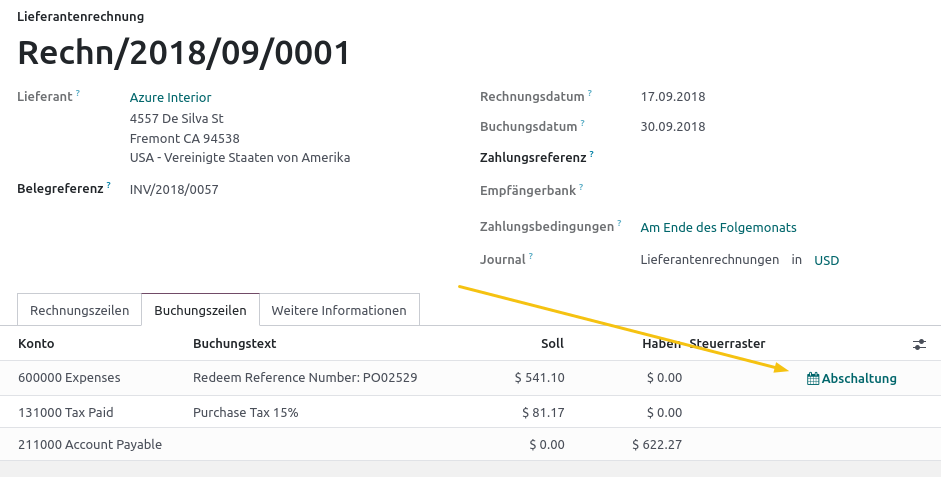 Lieferantenrechnung
Rechn/2018/09/0001
Lieferant ? Azure Interior
4557 De Silva St
Fremont CA 94538
USA - Vereinigte Staaten von Amerika
Belegreferenz ? INV/2018/0057
Rechnungsdatum ? 17.09.2018
Buchungsdatum ? 30.09.2018
Zahlungsreferenz ?
Empfängerbank ?
Zahlungsbedingungen ? Am Ende des Folgemonats
Journal ? Lieferantenrechnungen in USD
Rechnungszeilen Buchungszeilen Weitere Informationen
Konto Buchungstext Soll Haben Steuerraster
600000 Expenses Redeem Reference Number: PO02529 $ 541.10 $ 0.00 Abschaltung
131000 Tax Paid Purchase Tax 15% $ 81.17 $ 0.00
211000 Account Payable $ 0.00 $ 622.27